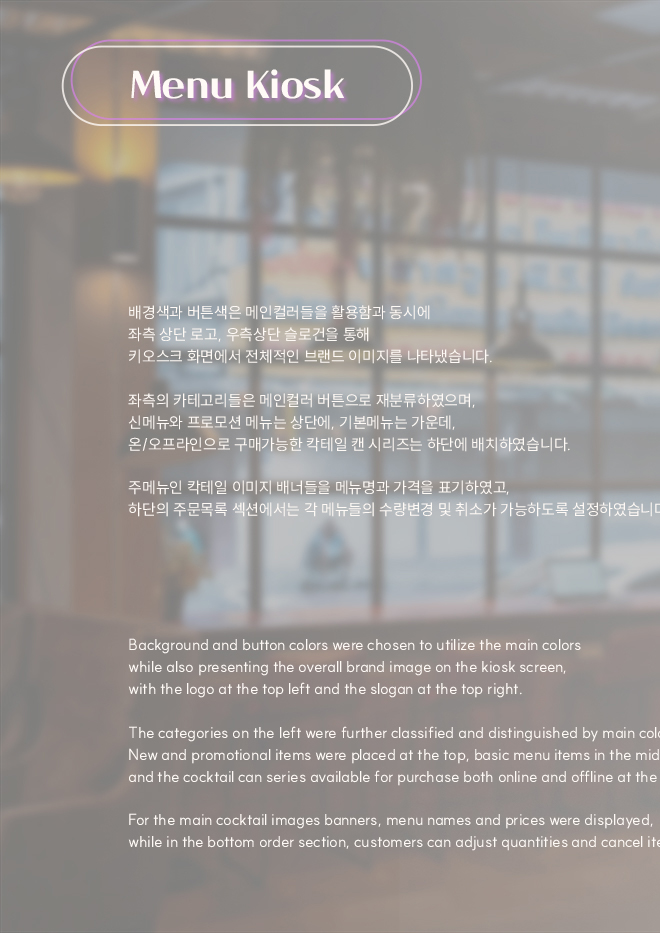 Menu Kiosk
배경색과 버튼색은 메인컬러들을 활용함과 동시에
좌측 상단 로고, 우측상단 슬로건을 통해
키오스크 화면에서 전체적인 브랜드 이미지를 나타냈습니다.
좌측의 카테고리들은 메인컬러 버튼으로 재분류하였으며,
신메뉴와 프로모션 메뉴는 상단에, 기본메뉴는 가운데,
온/오프라인으로 구매가능한 칵테일 캔 시리즈는 하단에 배치하였습니다.
주메뉴인 칵테일 이미지 배너들을 메뉴명과 가격을 표기하였고,
하단의 주문목록 섹션에서는 각 메뉴들의 수량변경 및 취소가 가능하도록
Background and button colors were chosen to utilize the main colors
while also presenting the overall brand image on the kiosk screen,
with the logo at the top left and the slogan at the top right.
The categories on the left were further classified and distinguished by main
New and promotional items were placed at the top, basic menu items in the
and the cocktail can series available for purchase both online and offline at the
For the main cocktail images banners, menu names and prices were displayed,
while in the bottom order section, customers can adjust quantities and cancel